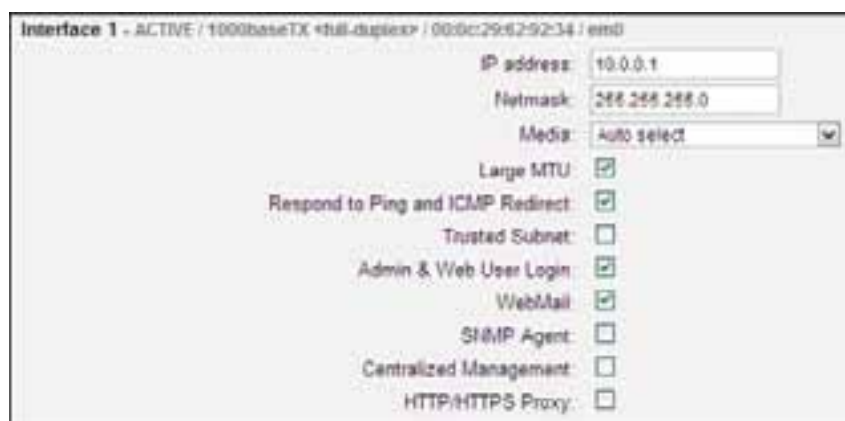 Interface 1 - ACTIVE / 1000baseTX <full-duplex> / 00:0c:29:62:92:34 / em0
IP address: 10.0.0.1
Netmask: 255.255.255.0
Media: Auto select
Large MTU:
Respond to Ping and ICMP Redirect:
Trusted Subnet:
Admin & Web User Login:
WebMail:
SNMP Agent:
Centralized Management:
HTTP/HTTPS Proxy: